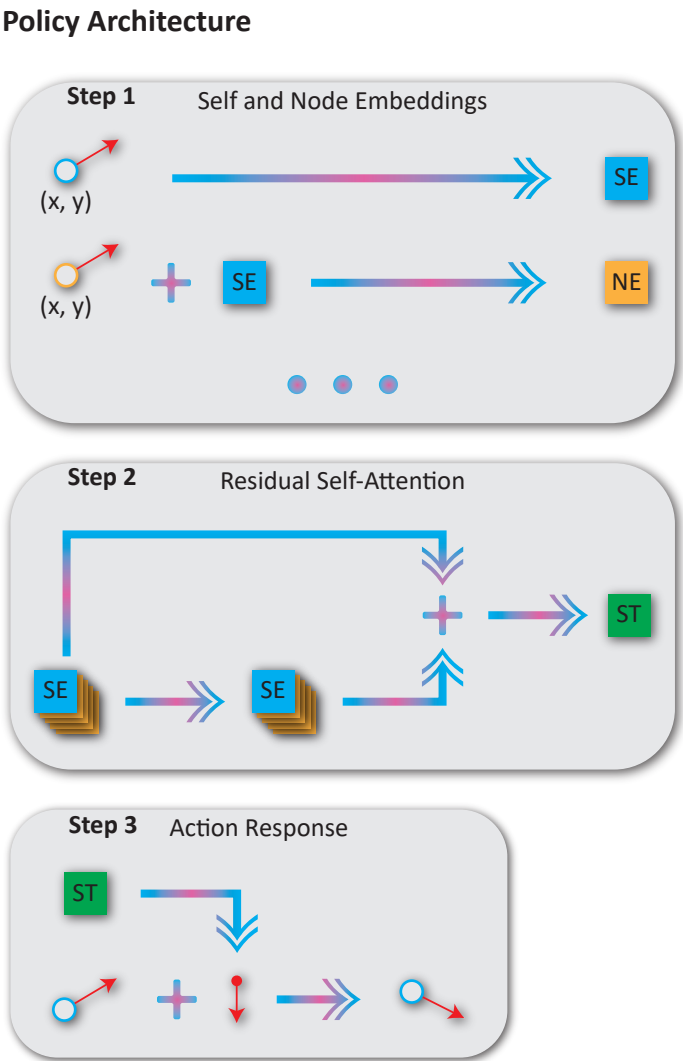 Policy Architecture
Step 1 Self and Node Embeddings
SE
(x, y)
SE NE
(x, y)
Step 2 Residual Self-Attention
ST
SE SE
Step 3 Action Response
ST